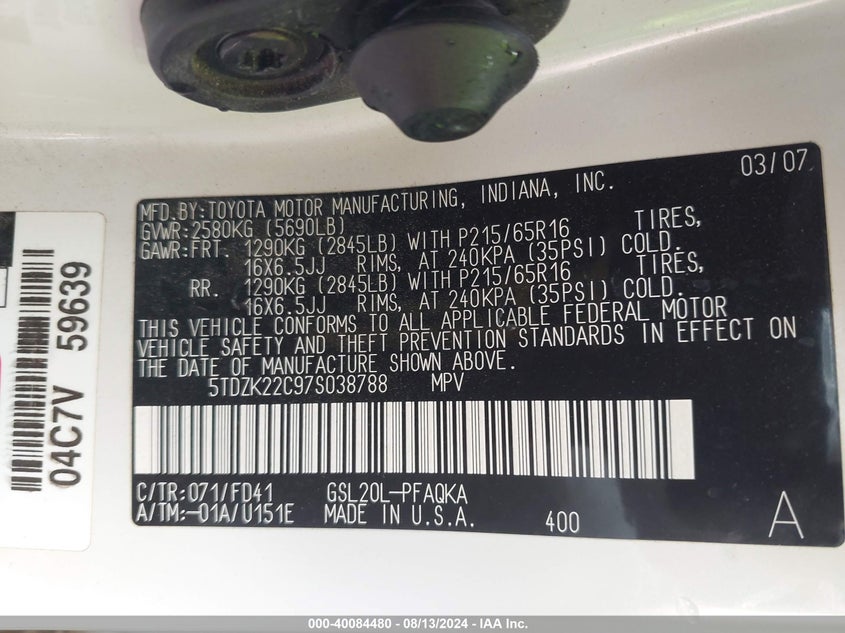 03/07
MFD.BY:TOYOTA MOTOR MANUFACTURING, INDIANA, INC.
GVWR:2580KG (5690LB)
GAWR:FRT. 1290KG (2845LB) WITH P215/65R16 TIRES,
16X6.5JJ RIMS, AT 240KPA (35PSI) COLD.
RR. 1290KG (2845LB) WITH P215/65R16 TIRES,
16X6.5JJ RIMS, AT 240KPA (35PSI) COLD.
THIS VEHICLE CONFORMS TO ALL APPLICABLE FEDERAL MOTOR
VEHICLE SAFETY AND THEFT PREVENTION STANDARDS IN EFFECT ON
THE DATE OF MANUFACTURE SHOWN ABOVE.
5TDZK22C97S038788 MPV
C/TR:071/FD41 GSL20L-PFAQKA
A/TM:-01A/U151E MADE IN U.S.A. 400 A
04C7V 59639
000-40084480 - 08/13/2024 - IAA Inc.